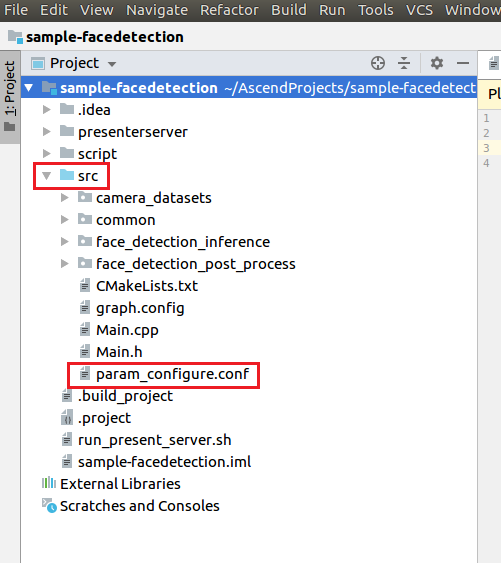 File Edit View Navigate Refactor Build Run Tools VCS Window
sample-facedetection
Project
1: Project
Pl
sample-facedetection ~/AscendProjects/sample-facedetect
.idea
presenterserver
script
src
camera_datasets
common
face_detection_inference
face_detection_post_process
CMakeLists.txt
graph.config
Main.cpp
Main.h
param_configure.conf
.build_project
.project
run_present_server.sh
sample-facedetection.iml
External Libraries
Scratches and Consoles
1
2
3
4